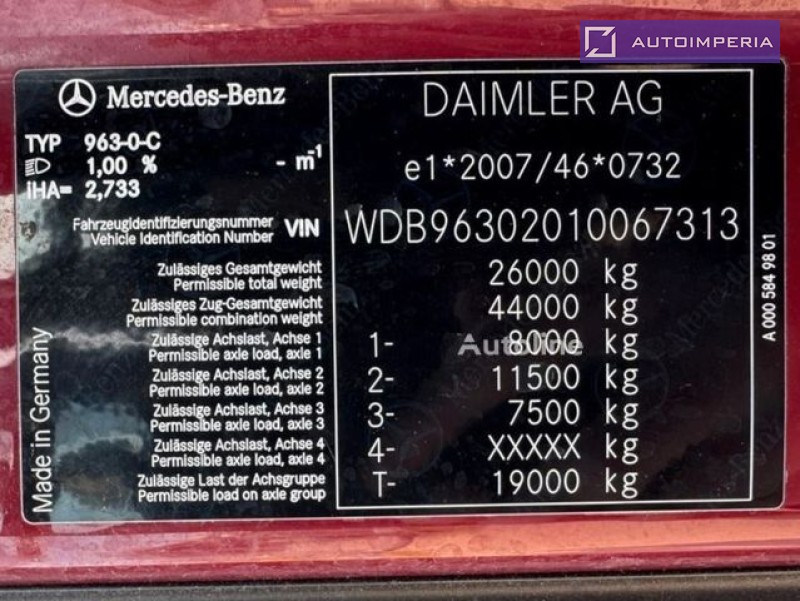 AUTOIMPERIA
Mercedes-Benz
TYP 963-0-C
1,00 % - m⁻¹
iHA= 2,733
DAIMLER AG
e1*2007/46*0732
Fahrzeugidentifizierungsnummer
Vehicle Identification Number VIN WDB96302010067313
Zulässiges Gesamtgewicht
Permissible total weight 26000 kg
Zulässiges Zug-Gesamtgewicht
Permissible combination weight 44000 kg
Zulässige Achslast, Achse 1
Permissible axle load, axle 1 1- 8000 kg
Zulässige Achslast, Achse 2
Permissible axle load, axle 2 2- 11500 kg
Zulässige Achslast, Achse 3
Permissible axle load, axle 3 3- 7500 kg
Zulässige Achslast, Achse 4
Permissible axle load, axle 4 4- XXXXX kg
Zulässige Last der Achsgruppe
Permissible load on axle group T- 19000 kg
Made in Germany
A 000 584 98 01
Autoline